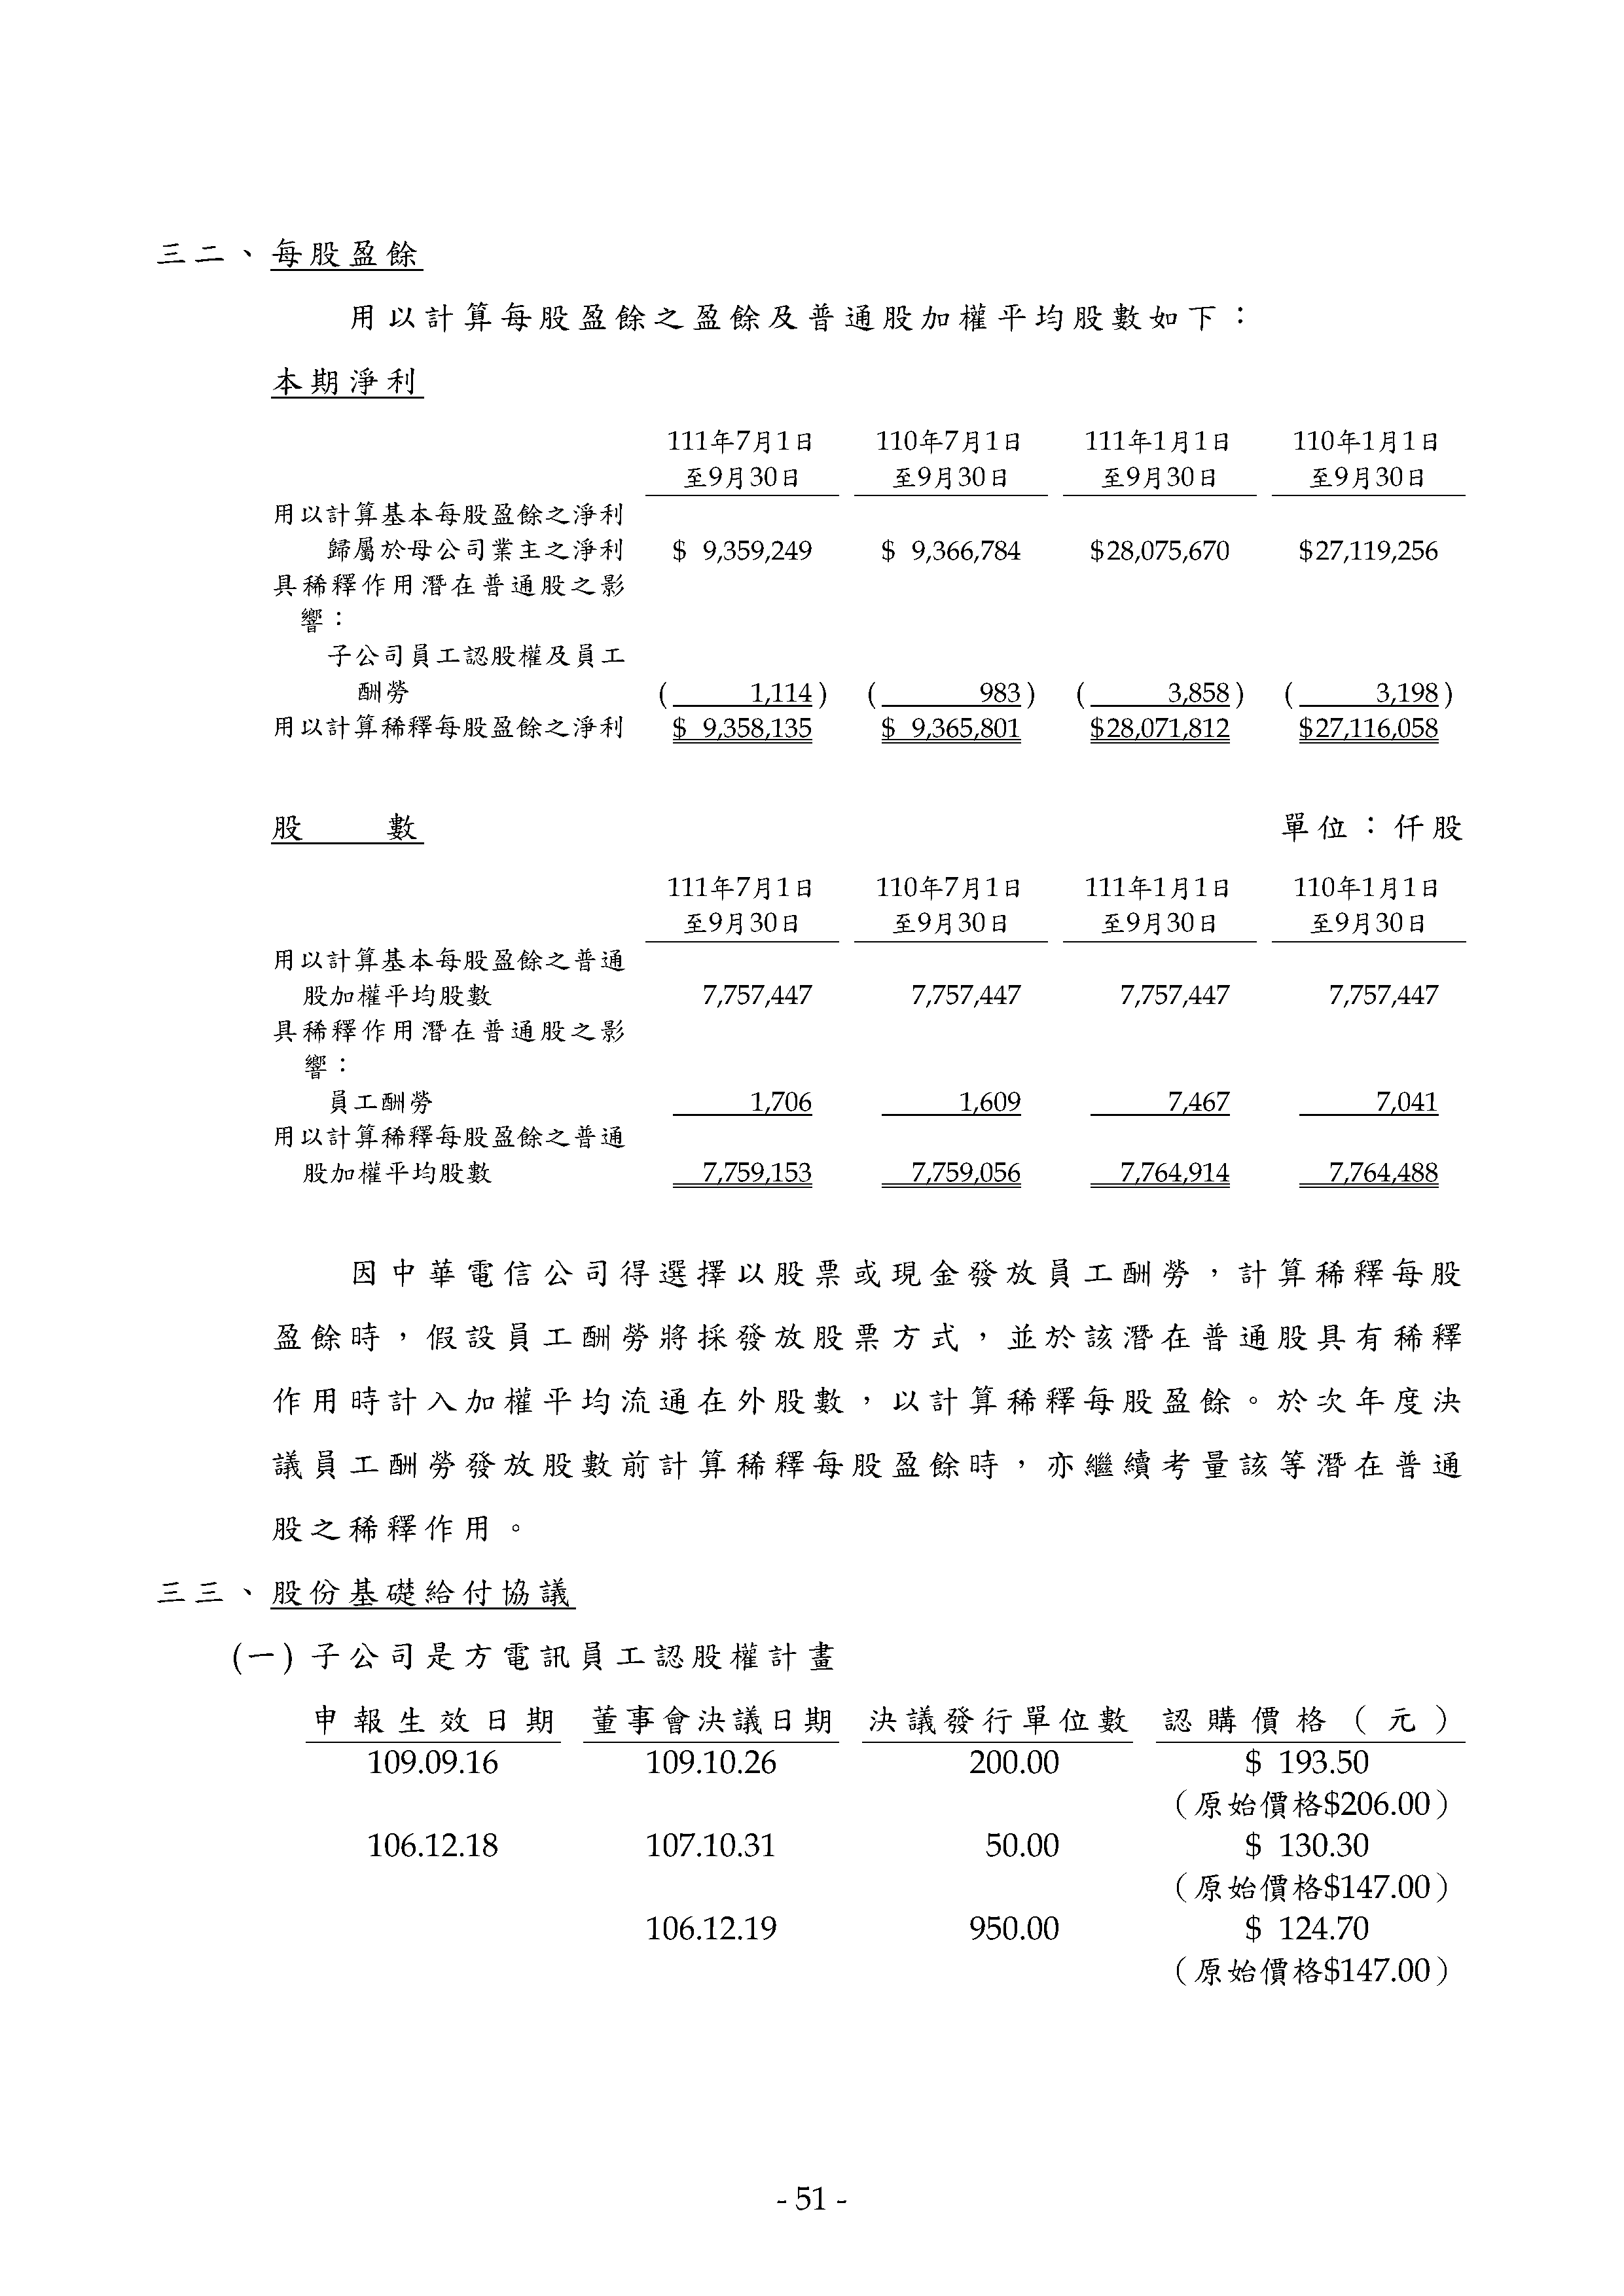 三二、每股盈餘
用以計算每股盈餘之盈餘及普通股加權平均股數如下：
本期淨利
111年7月1日 110年7月1日 111年1月1日 110年1月1日
至9月30日 至9月30日 至9月30日 至9月30日
用以計算基本每股盈餘之淨利
歸屬於母公司業主之淨利 $ 9,359,249 $ 9,366,784 $28,075,670 $27,119,256
具稀釋作用潛在普通股之影
響：
子公司員工認股權及員工
酬勞 ( 1,114) ( 983) ( 3,858) ( 3,198)
用以計算稀釋每股盈餘之淨利 $ 9,358,135 $ 9,365,801 $28,071,812 $27,116,058
股 數 單位：仟股
111年7月1日 110年7月1日 111年1月1日 110年1月1日
至9月30日 至9月30日 至9月30日 至9月30日
用以計算基本每股盈餘之普通
股加權平均股數 7,757,447 7,757,447 7,757,447 7,757,447
具稀釋作用潛在普通股之影
響：
員工酬勞 1,706 1,609 7,467 7,041
用以計算稀釋每股盈餘之普通
股加權平均股數 7,759,153 7,759,056 7,764,914 7,764,488
因中華電信公司得選擇以股票或現金發放員工酬勞，計算稀釋每股
盈餘時，假設員工酬勞將採發放股票方式，並於該潛在普通股具有稀釋
作用時計入加權平均流通在外股數，以計算稀釋每股盈餘。於次年度決
議員工酬勞發放股數前計算稀釋每股盈餘時，亦繼續考量該等潛在普通
股之稀釋作用。
三三、股份基礎給付協議
(一) 子公司是方電訊員工認股權計畫
申報生效日期 董事會決議日期 決議發行單位數 認購價格（元）
109.09.16 109.10.26 200.00 $ 193.50
（原始價格$206.00）
106.12.18 107.10.31 50.00 $ 130.30
（原始價格$147.00）
106.12.19 950.00 $ 124.70
（原始價格$147.00）
- 51 -